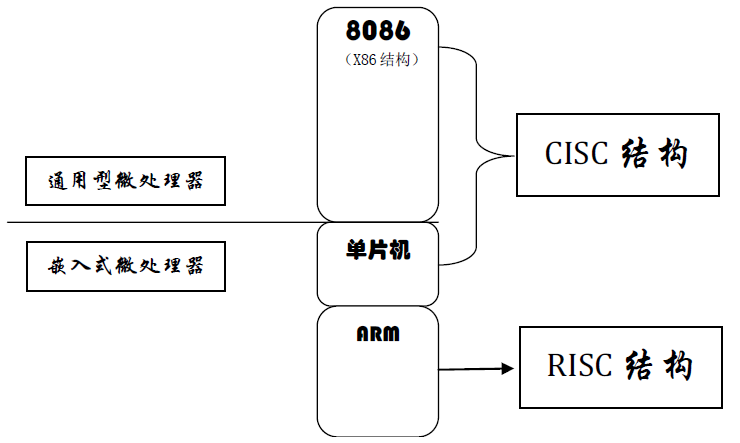 8086
（X86 结构）
CISC 结构
通用型微处理器
单片机
嵌入式微处理器
ARM
RISC 结构